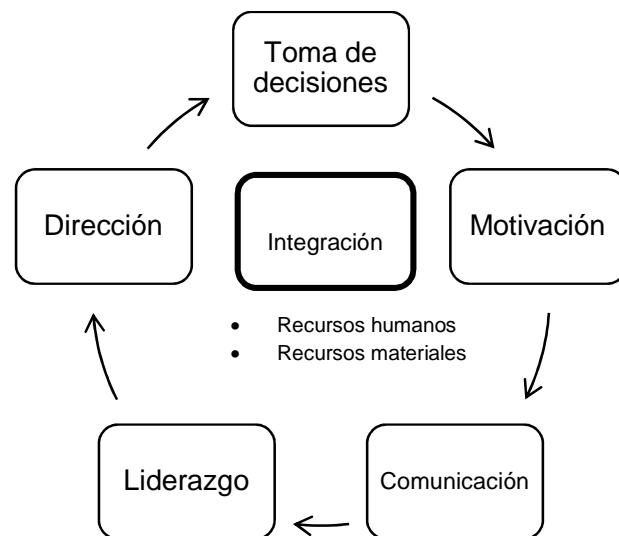 Toma de
decisiones
Dirección
Integración
Motivación
• Recursos humanos
• Recursos materiales
Liderazgo
Comunicación